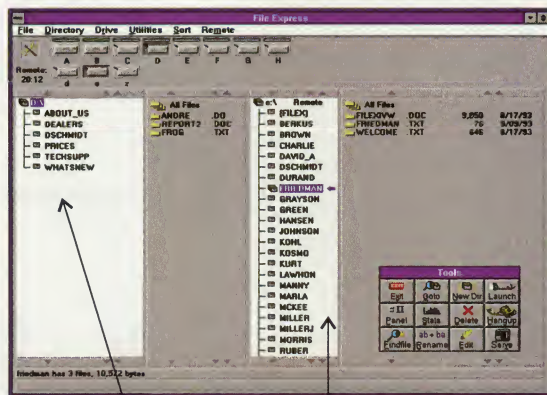 File Express
File Directory Drive Utilities Sort Remote
A B C D E F G H
Remote:
20:12
d e r
D:\
ABOUT_US
DEALERS
DSCHMIDT
PRICES
TECHSUPP
WHATSNEW
All Files
ANDRE .DO
REPORT2 DOC
FROG TXT
e:\ Remote
(FILEX)
BERKUS
BROWN
CHARLIE
DAVID_A
DSCHMIDT
DURAND
FRIEDMAN
GRAYSON
GREEN
HANSEN
JOHNSON
KOHL
KOSMO
KURT
LAWHON
MANNY
MARLA
MCKEE
MILLER
MILLERJ
MORRIS
RUBER
All Files
FILEXIVW .DOC 9,850 8/17/93
FRIEDMAN .TXT 76 9/09/93
WELCOME .TXT 646 8/17/93
Tools
Exit Goto New Dir Launch
Panel Stats Delete Hangup
Findfile Rename Edit Serve
friedman has 3 files, 10,572 bytes